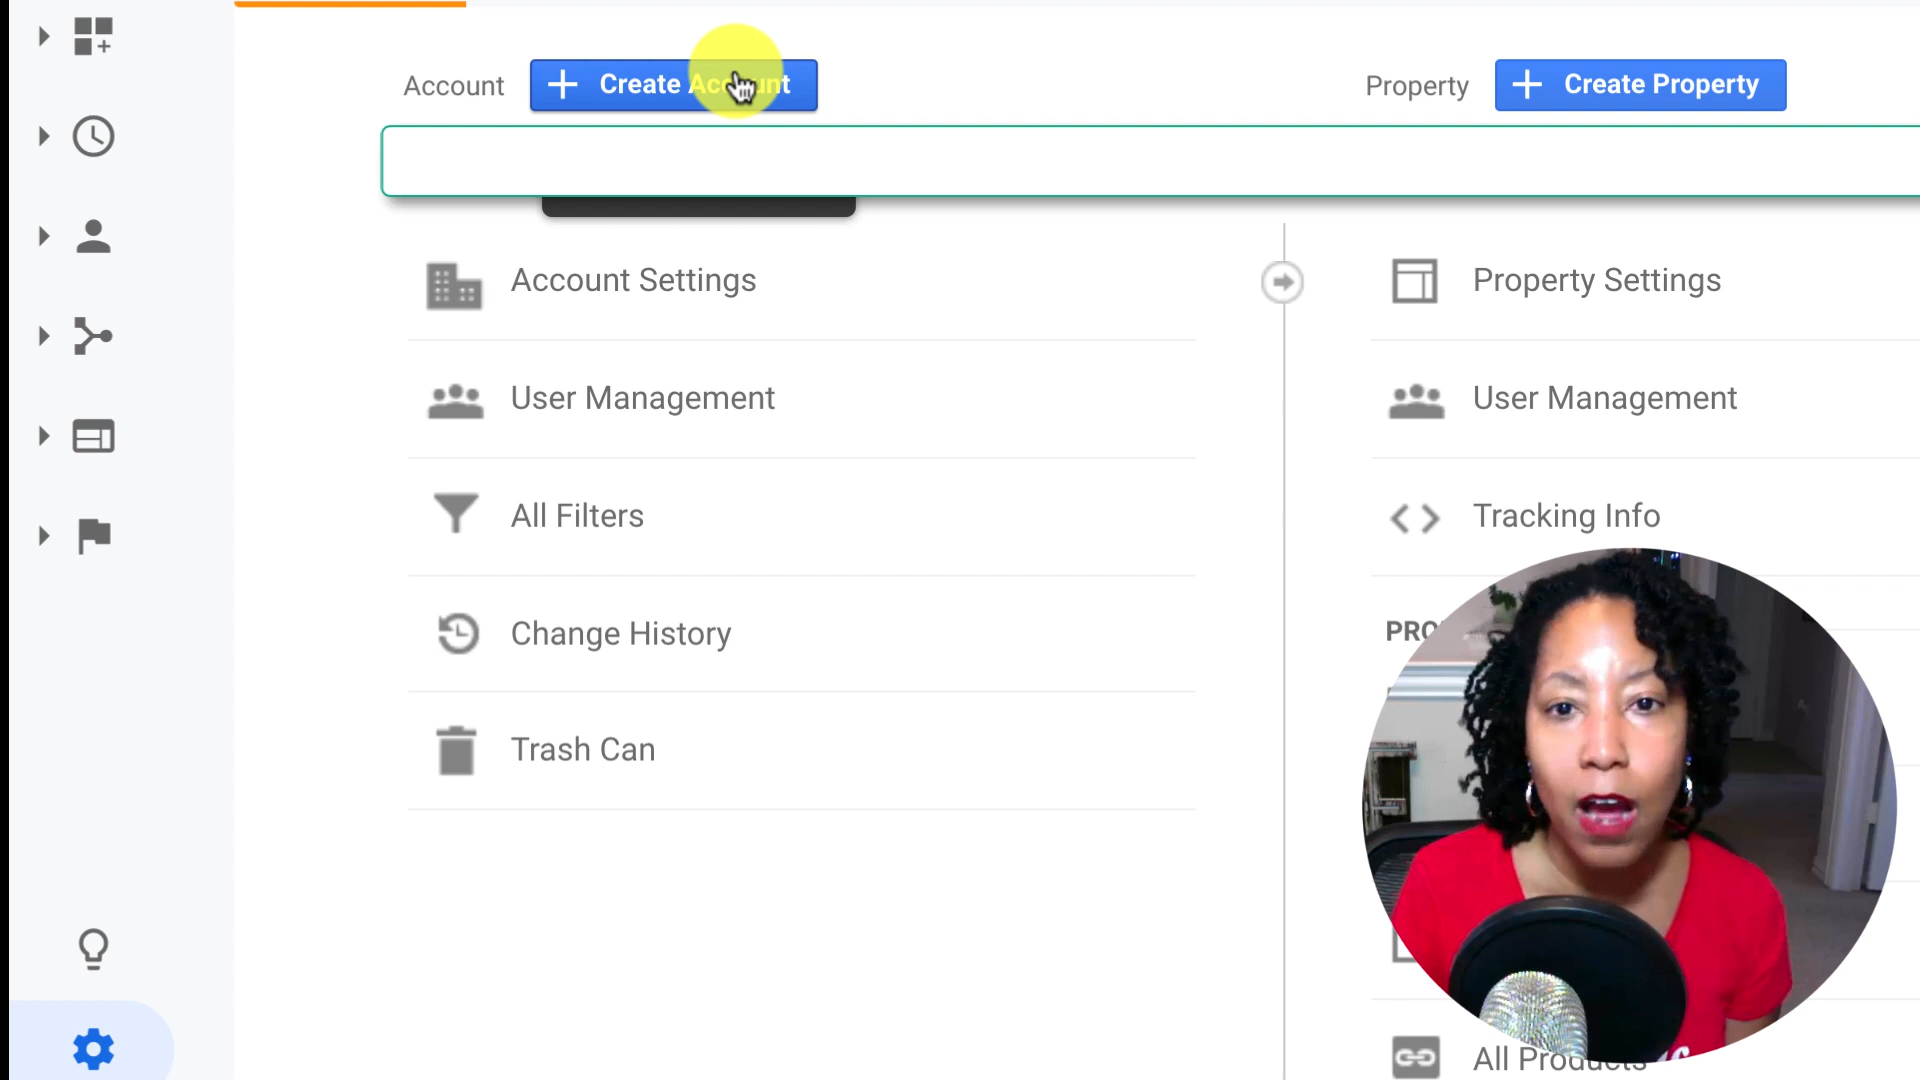 Account
Create Account
Property
Create Property
Account Settings
User Management
All Filters
Change History
Trash Can
Property Settings
User Management
Tracking Info
PRO
All Products